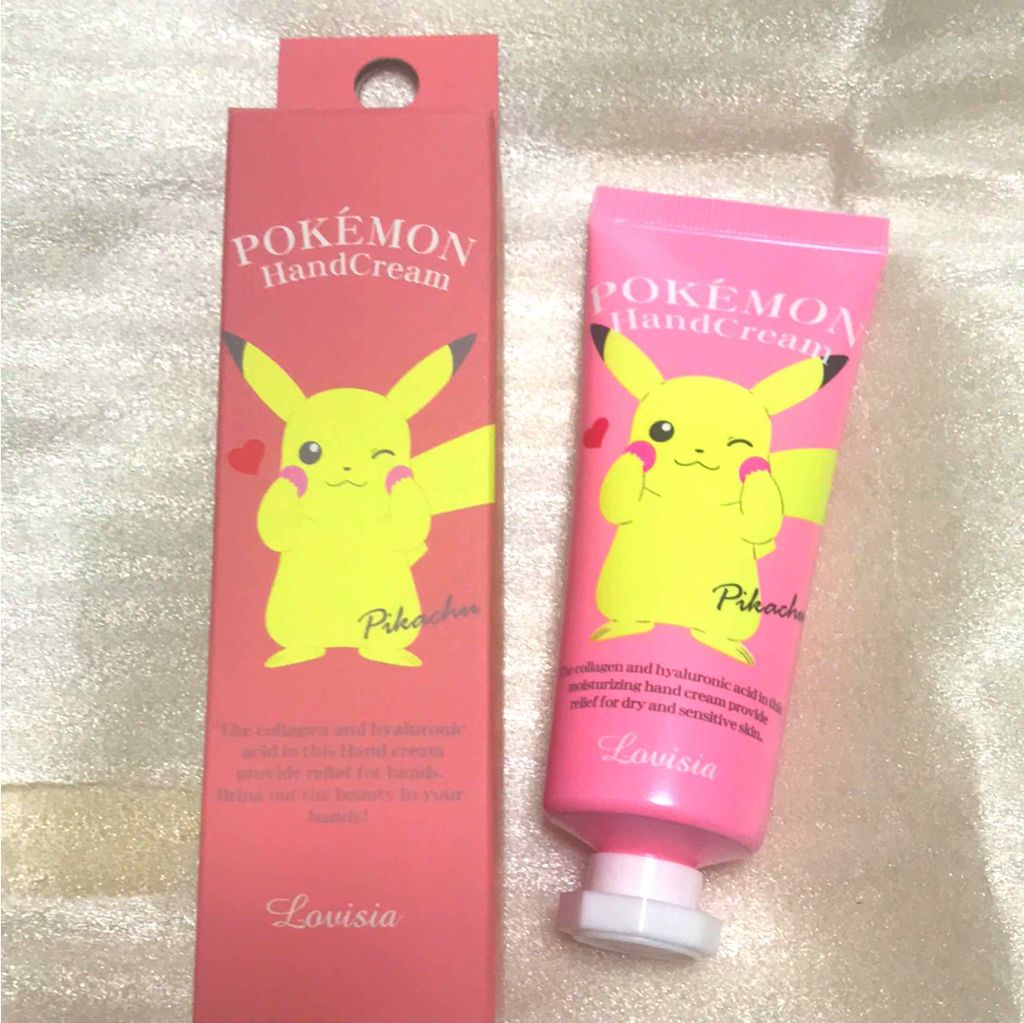 POKÉMON
HandCream
Pikachu
The collagen and hyaluronic
acid in this Hand cream
provide relief for hands.
Bring out the beauty in your
hands!
Lovisia
POKÉMON
HandCream
Pikachu
The collagen and hyaluronic acid in this
moisturizing hand cream provide
relief for dry and sensitive skin.
Lovisia